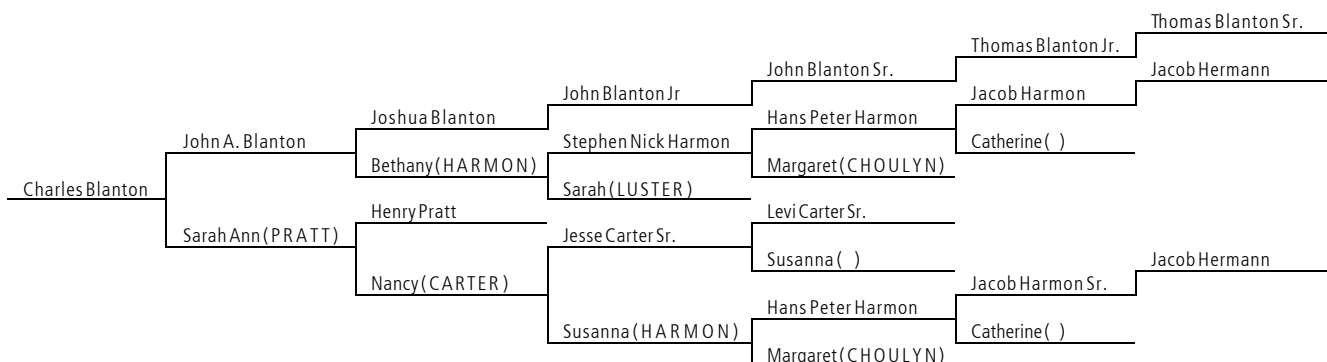 Thomas Blanton Sr.
Thomas Blanton Jr.
John Blanton Sr.
Jacob Hermann
John Blanton Jr
Jacob Harmon
Joshua Blanton
Hans Peter Harmon
John A. Blanton
Stephen Nick Harmon
Catherine ( )
Bethany (HARMON)
Margaret (CHOULYN)
Charles Blanton
Sarah (LUSTER)
Henry Pratt
Levi Carter Sr.
Sarah Ann (PRATT)
Jesse Carter Sr.
Susanna ( )
Jacob Hermann
Nancy (CARTER)
Jacob Harmon Sr.
Hans Peter Harmon
Susanna (HARMON)
Catherine ( )
Margaret (CHOULYN)